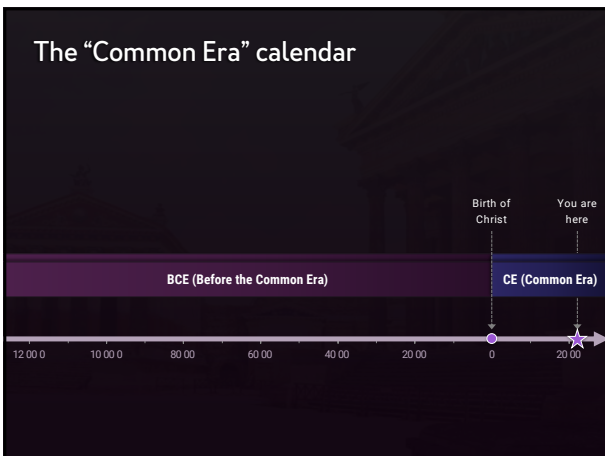 The “Common Era” calendar
Birth of
Christ
You are
here
BCE (Before the Common Era)
CE (Common Era)
12 00 0 10 00 0 80 00 60 00 40 00 20 00 0 20 00